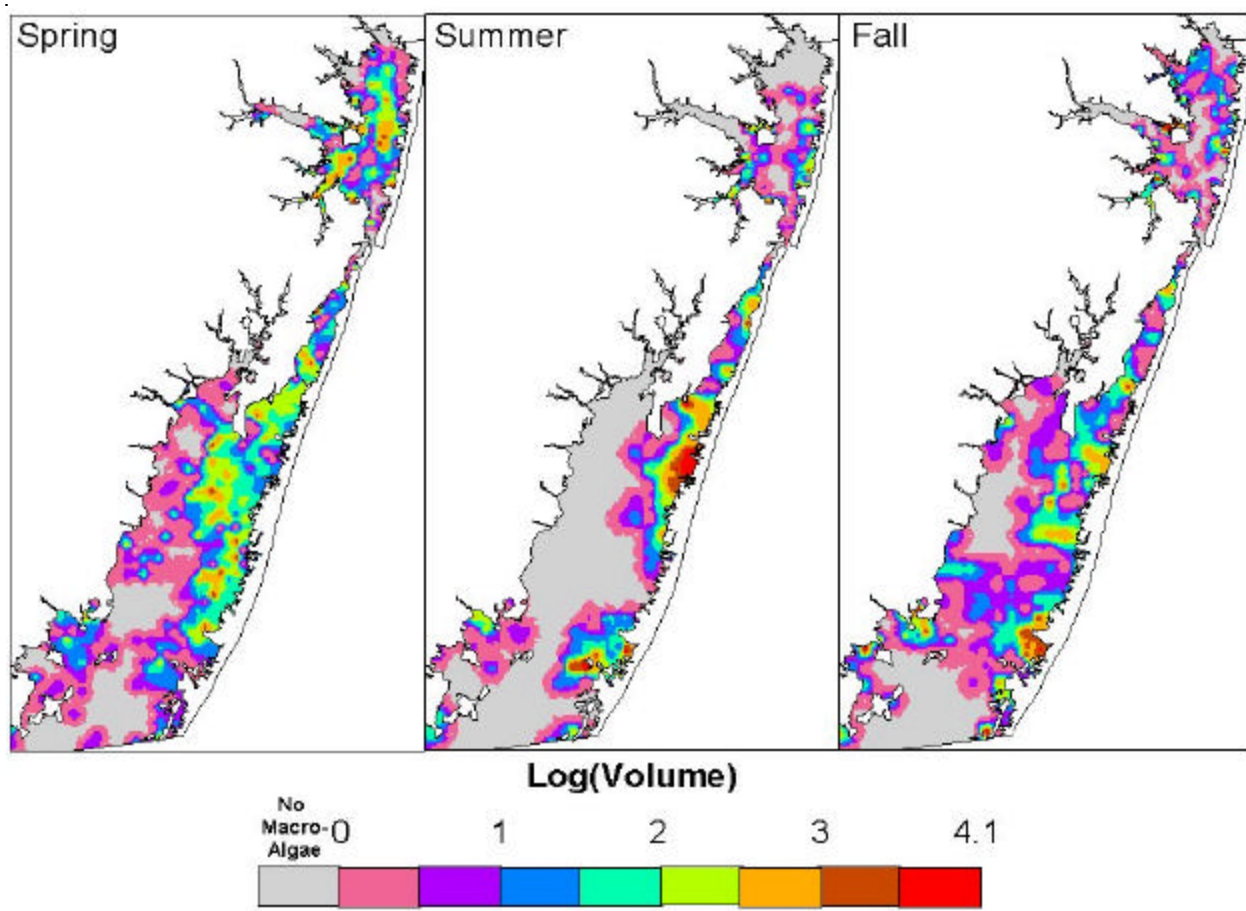 Spring
Summer
Fall
Log(Volume)
No
Macro-
Algae
0 1 2 3 4.1